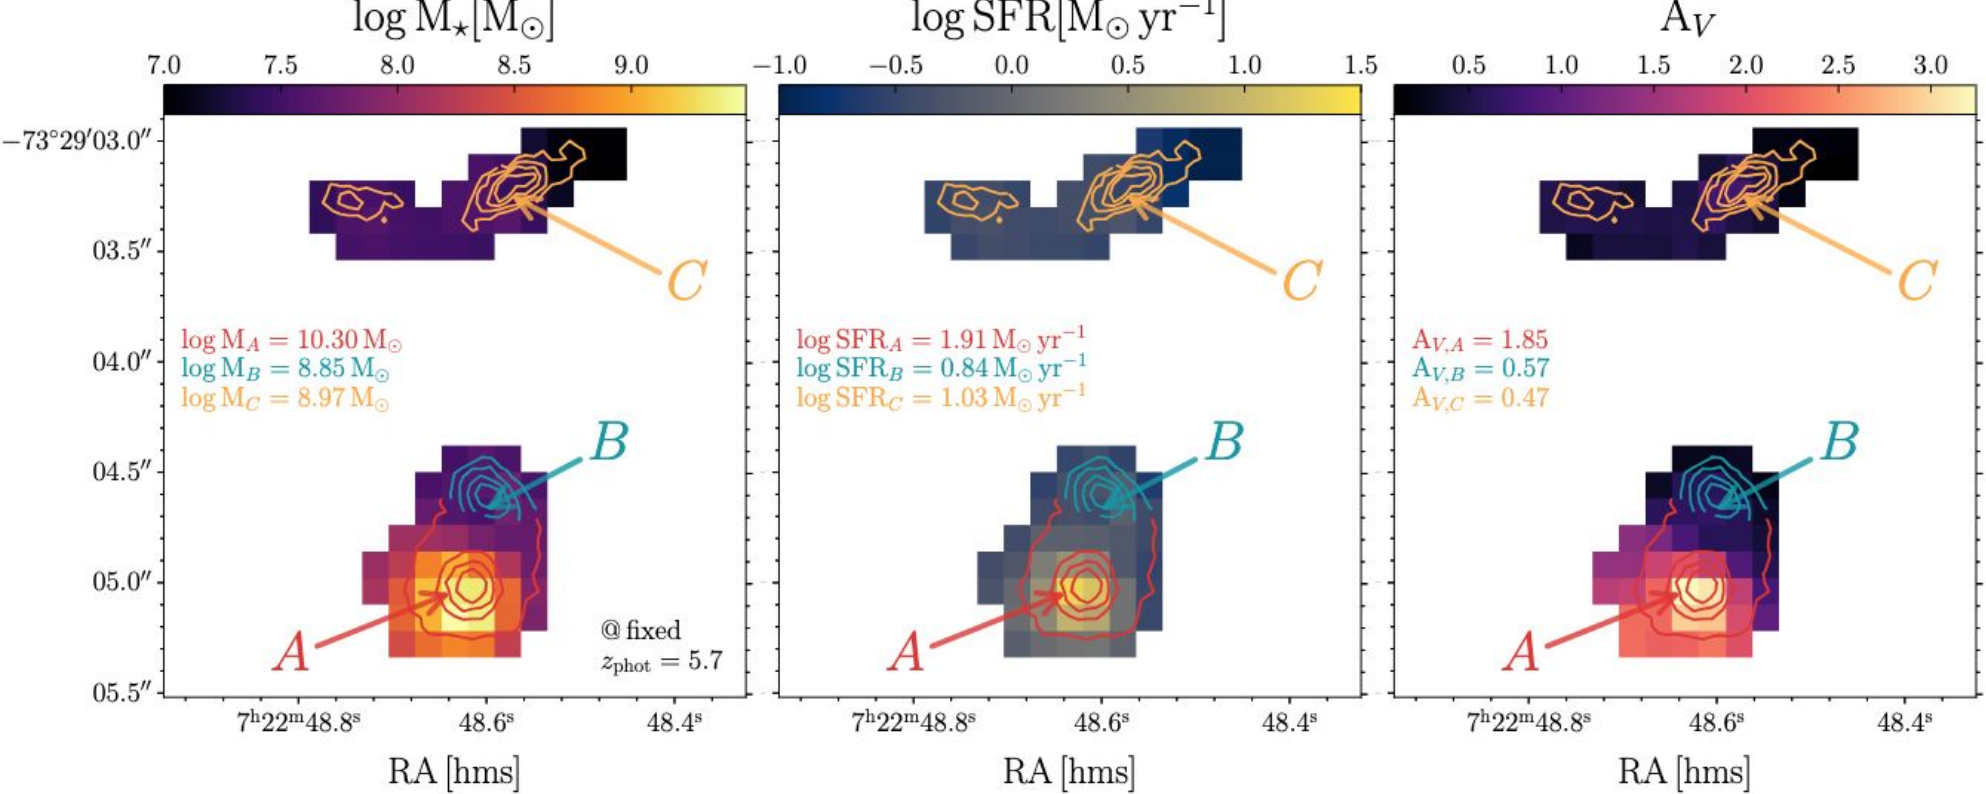 log M⋆[M⊙]
log SFR[M⊙ yr⁻¹]
A_V
7.0 7.5 8.0 8.5 9.0
−1.0 −0.5 0.0 0.5 1.0 1.5
0.5 1.0 1.5 2.0 2.5 3.0
−73°29′03.0″
03.5″
04.0″
04.5″
05.0″
05.5″
C
log M_A = 10.30 M⊙
log M_B = 8.85 M⊙
log M_C = 8.97 M⊙
B
A
@ fixed
z_phot = 5.7
C
log SFR_A = 1.91 M⊙ yr⁻¹
log SFR_B = 0.84 M⊙ yr⁻¹
log SFR_C = 1.03 M⊙ yr⁻¹
B
A
C
A_V,A = 1.85
A_V,B = 0.57
A_V,C = 0.47
B
A
7ʰ22ᵐ48.8ˢ 48.6ˢ 48.4ˢ
7ʰ22ᵐ48.8ˢ 48.6ˢ 48.4ˢ
7ʰ22ᵐ48.8ˢ 48.6ˢ 48.4ˢ
RA [hms]
RA [hms]
RA [hms]